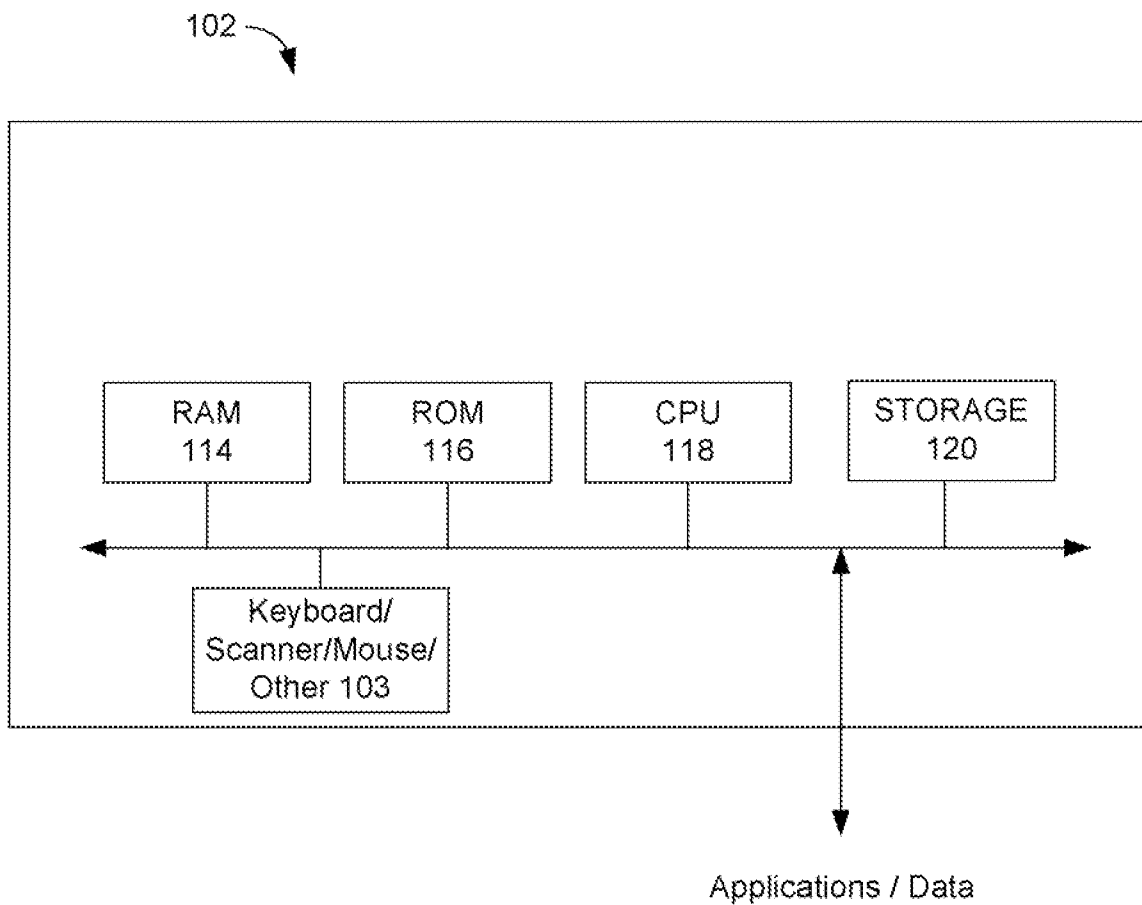 102
RAM
114
ROM
116
CPU
118
STORAGE
120
Keyboard/
Scanner/Mouse/
Other 103
Applications / Data